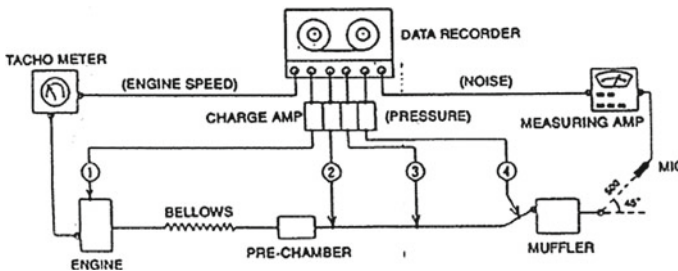 DATA RECORDER
TACHO METER
(ENGINE SPEED)
(NOISE)
CHARGE AMP
(PRESSURE)
MEASURING AMP
1
2
3
4
MIC
500
45°
BELLOWS
ENGINE
PRE-CHAMBER
MUFFLER